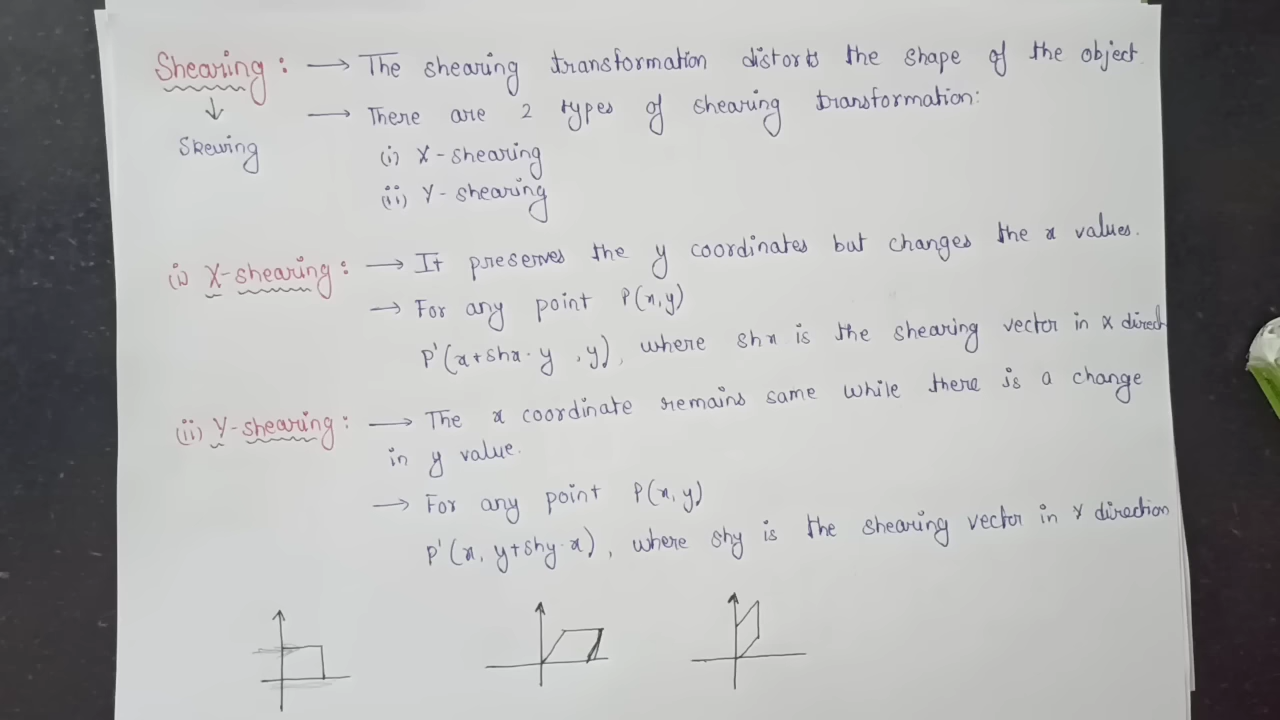 Shearing : → The shearing transformation distorts the shape of the object
↓
Skewing
→ There are 2 types of shearing transformation:
(i) X-shearing
(ii) Y-shearing
(i) X-shearing : → It preserves the y coordinates but changes the x values.
→ For any point P(x,y)
P'(x+shx·y ,y), where shx is the shearing vector in X direct
(ii) Y-shearing : → The x coordinate remains same while there is a change
in y value.
→ For any point P(x,y)
P'(x, y+shy·x), where shy is the shearing vector in Y direction